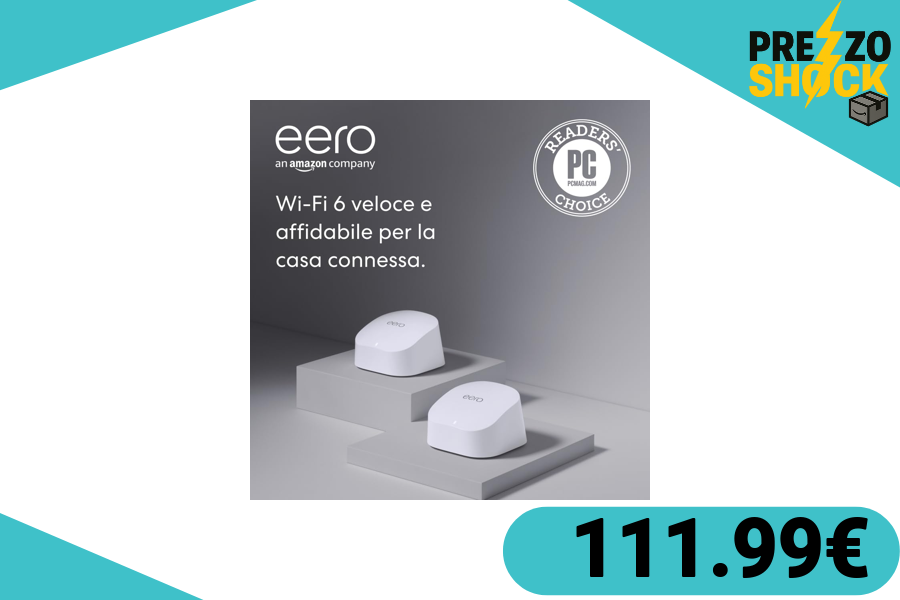 PREZZO
SHOCK
eero
an amazon company
READERS'
PC
PCMAG.COM
CHOICE
Wi-Fi 6 veloce e
affidabile per la
casa connessa.
eero
eero
111.99€